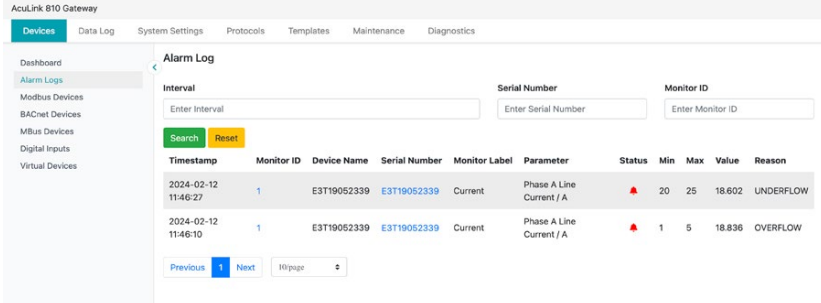 AcuLink 810 Gateway
Devices Data Log System Settings Protocols Templates Maintenance Diagnostics
Dashboard
Alarm Logs
Modbus Devices
BACnet Devices
MBus Devices
Digital Inputs
Virtual Devices
Alarm Log
Interval Serial Number Monitor ID
Enter Interval Enter Serial Number Enter Monitor ID
Search Reset
Timestamp Monitor ID Device Name Serial Number Monitor Label Parameter Status Min Max Value Reason
2024-02-12 Phase A Line
11:46:27 1 E3T19052339 E3T19052339 Current Current / A 20 25 18.602 UNDERFLOW
2024-02-12 Phase A Line
11:46:10 1 E3T19052339 E3T19052339 Current Current / A 1 5 18.836 OVERFLOW
Previous 1 Next 10/page